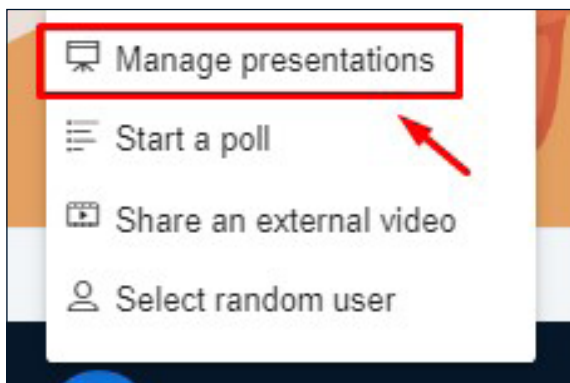 Manage presentations
Start a poll
Share an external video
Select random user